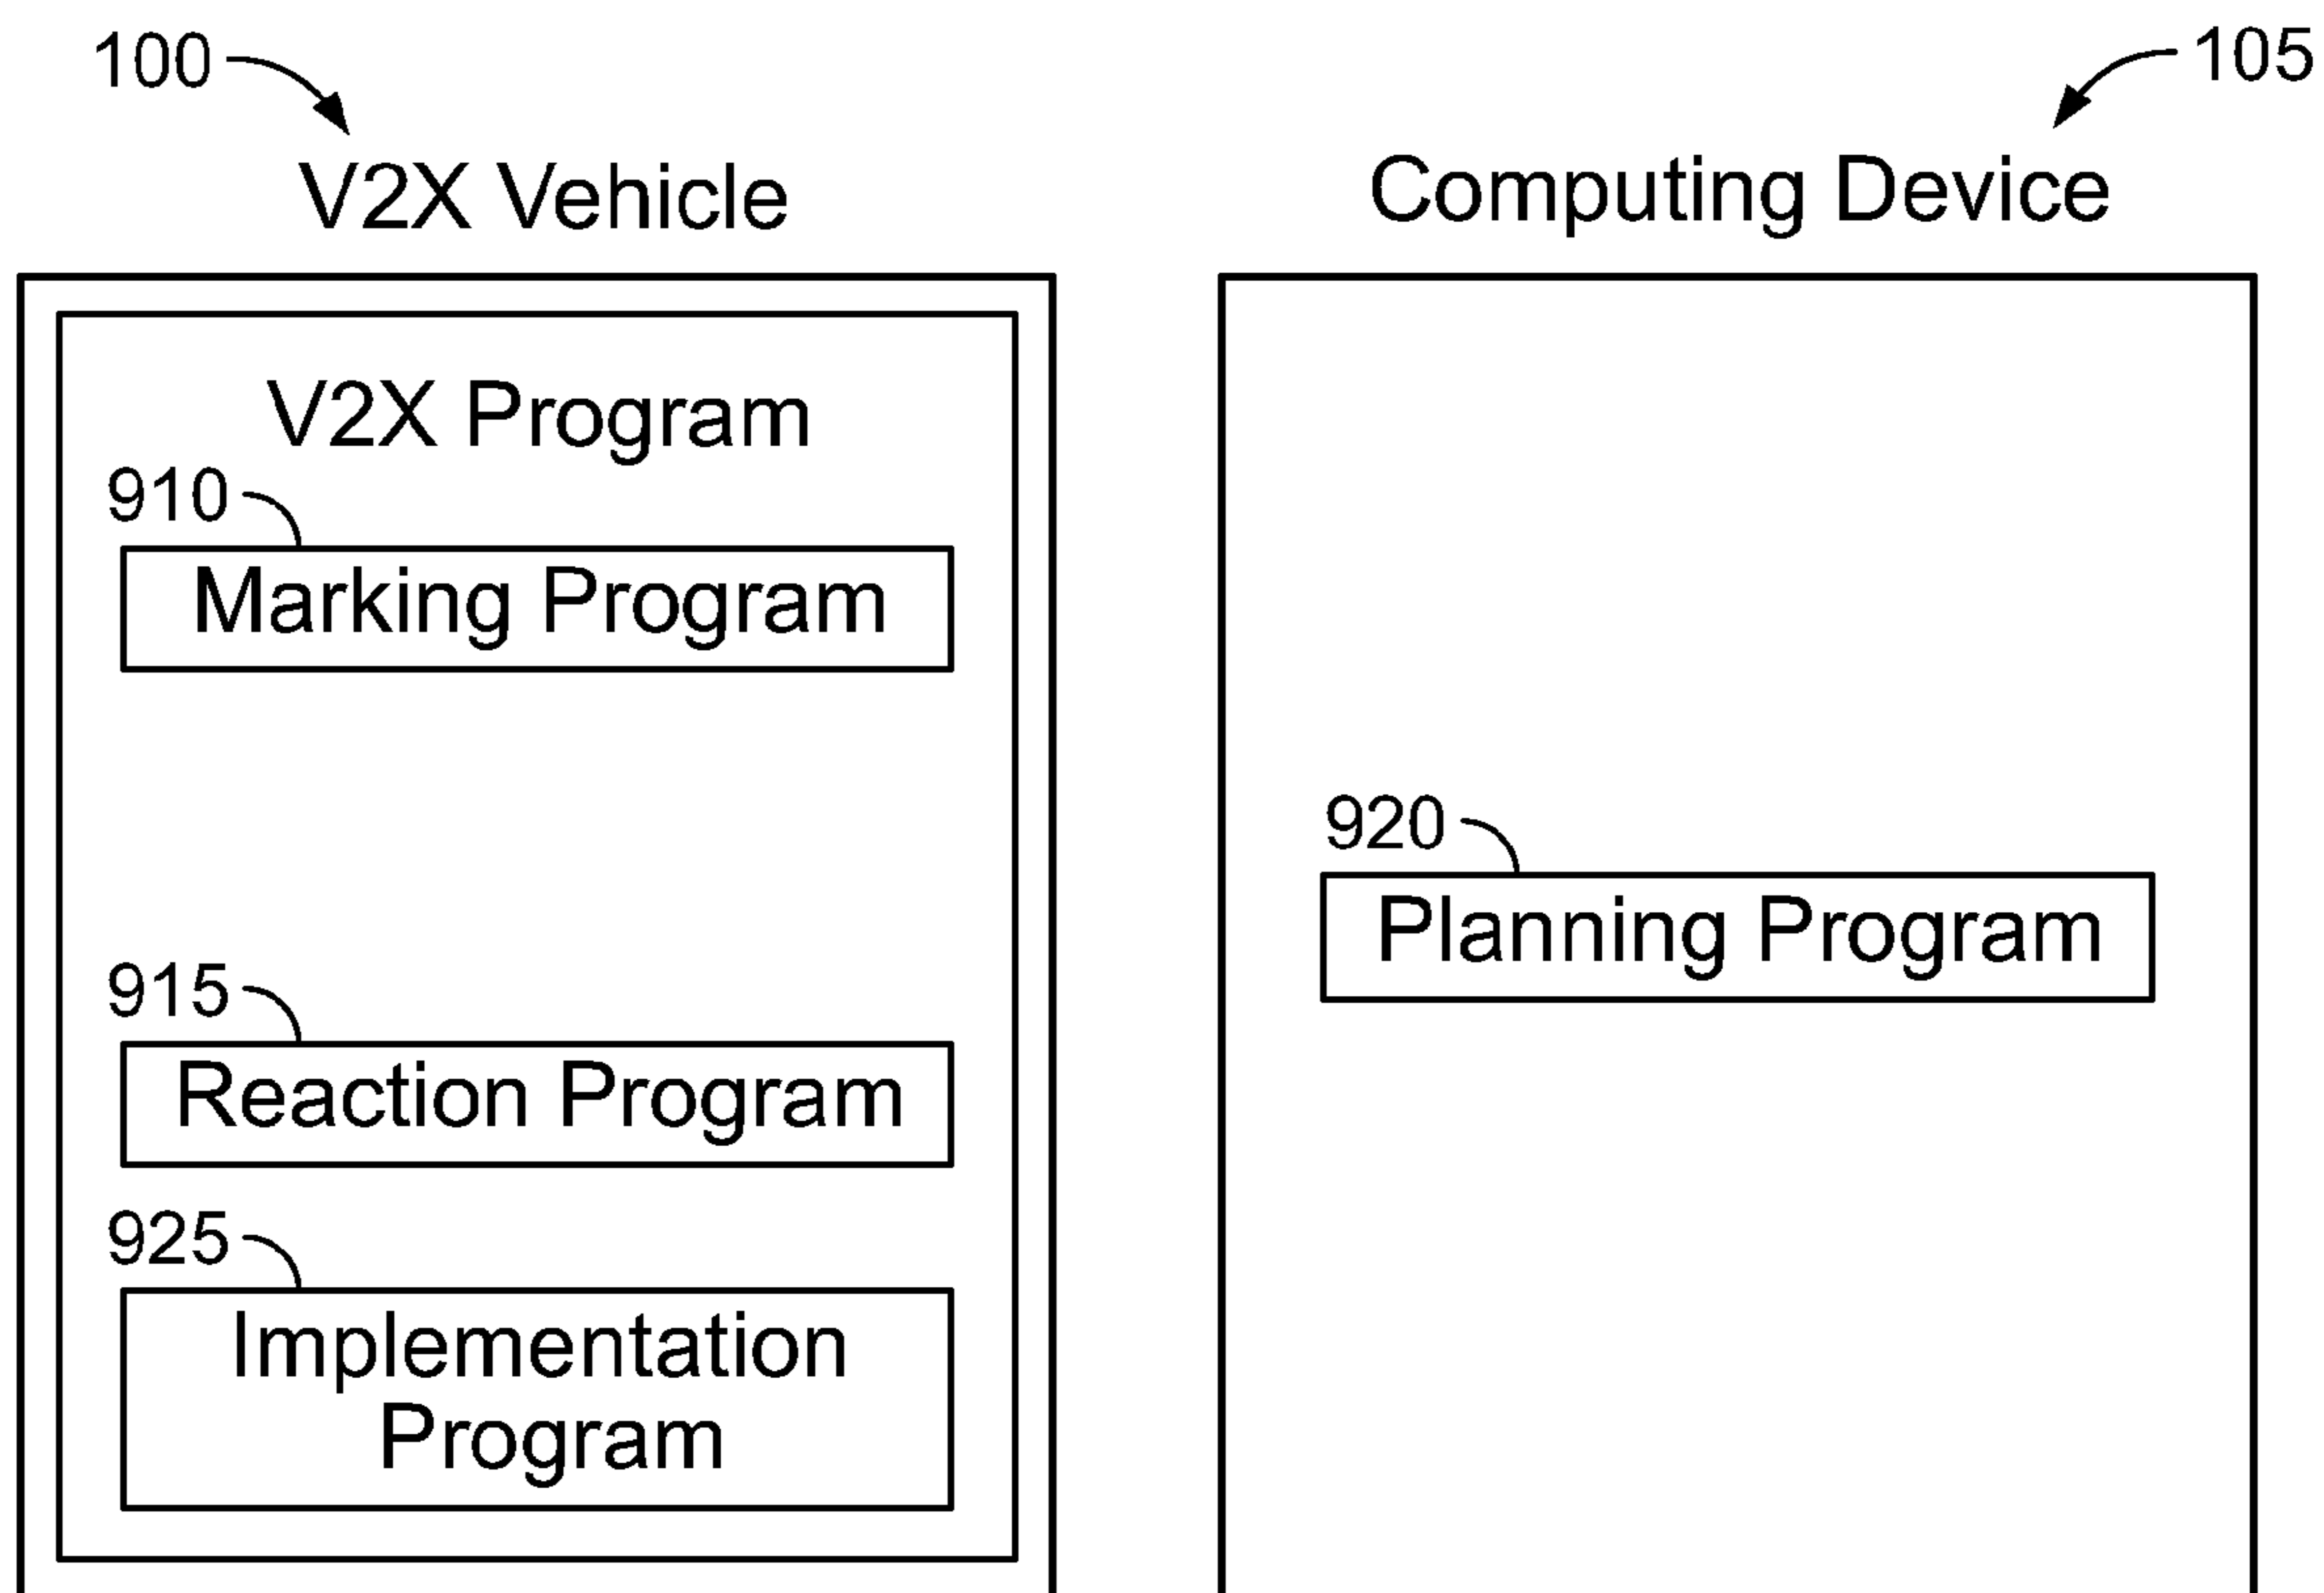 100
105
V2X Vehicle
Computing Device
V2X Program
910
Marking Program
920
Planning Program
915
Reaction Program
925
Implementation
Program